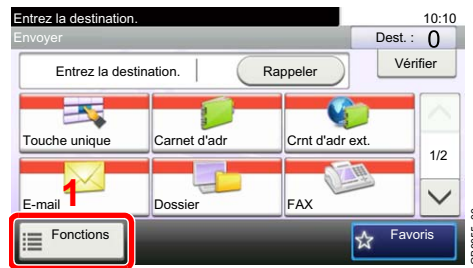 Entrez la destination.
10:10
Envoyer
Dest. : 0
Entrez la destination.
Rappeler
Vérifier
Touche unique
Carnet d'adr
Crnt d'adr ext.
1/2
E-mail
Dossier
FAX
1
Fonctions
Favoris